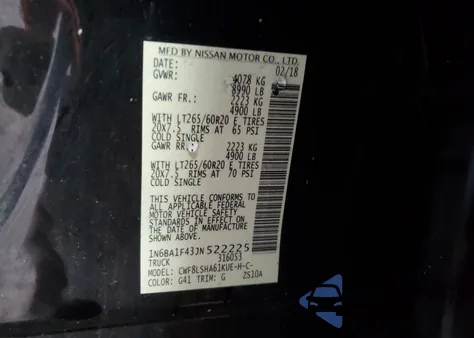 MFD BY NISSAN MOTOR CO., LTD.
DATE: 02/18
GVWR: 4078 KG
8990 LB
GAWR FR.: 2223 KG
4900 LB
WITH LT265/60R20 E TIRES
20x7.5 RIMS AT 65 PSI
COLD SINGLE
GAWR RR.: 2223 KG
4900 LB
WITH LT265/60R20 E TIRES
20x7.5 RIMS AT 70 PSI
COLD SINGLE
THIS VEHICLE CONFORMS TO
ALL APPLICABLE FEDERAL
MOTOR VEHICLE SAFETY
STANDARDS IN EFFECT ON
THE DATE OF MANUFACTURE
SHOWN ABOVE.
1N6BA1F43JN522225
TRUCK 316053
MODEL: CWF8LSHA61KUE-H-C-
COLOR: G41 TRIM: G 2S10A